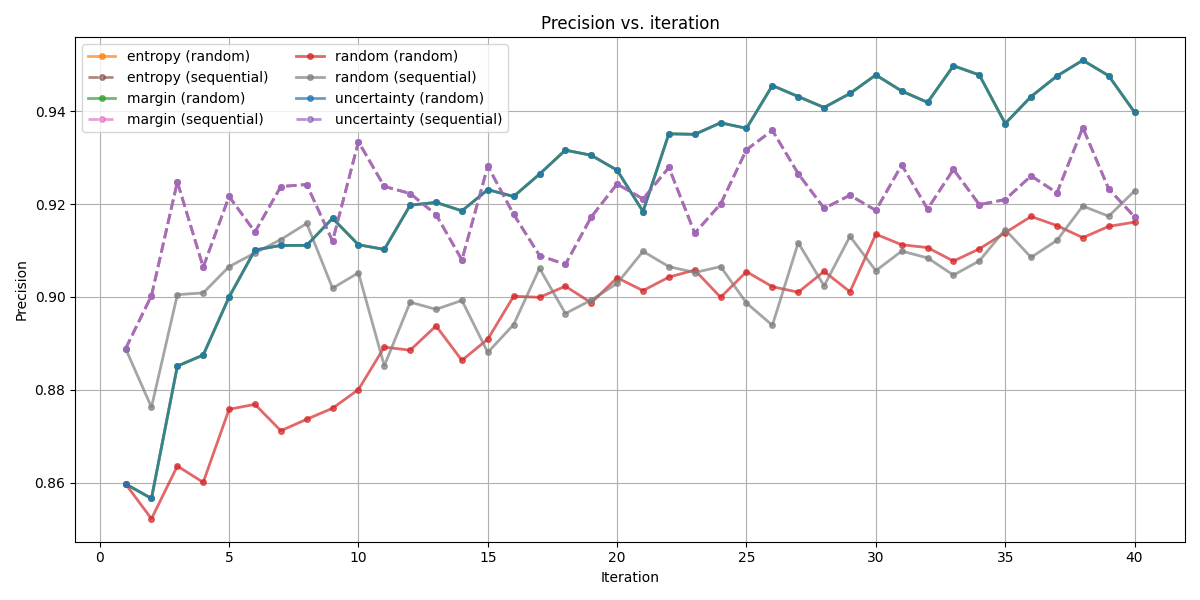 Precision vs. iteration
entropy (random)
entropy (sequential)
margin (random)
margin (sequential)
random (random)
random (sequential)
uncertainty (random)
uncertainty (sequential)
Precision
0.94
0.92
0.90
0.88
0.86
0 5 10 15 20 25 30 35 40
Iteration